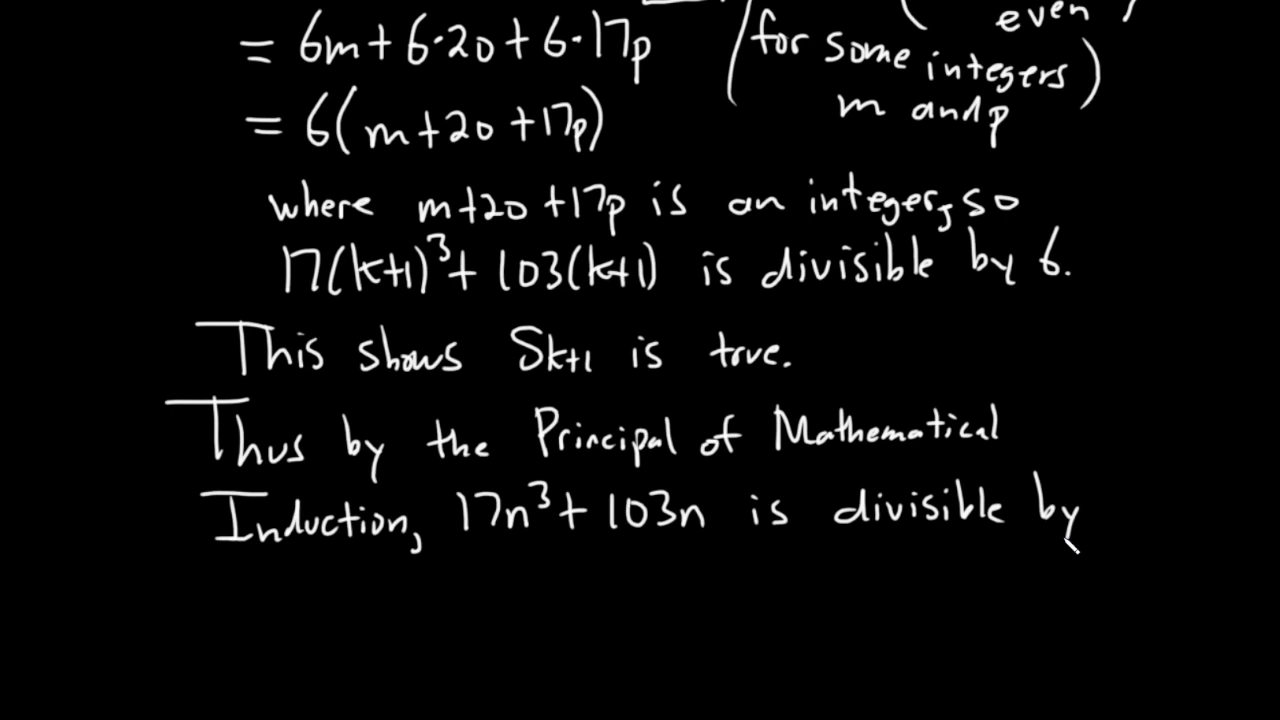 = 6m + 6·20 + 6·17p (for some integers) even )
= 6(m+20+17p) m and p
where m+20+17p is an integer, so
17(k+1)³ + 103(k+1) is divisible by 6.
This shows Sk+1 is true.
Thus by the Principal of Mathematical
Induction, 17n³ + 103n is divisible by